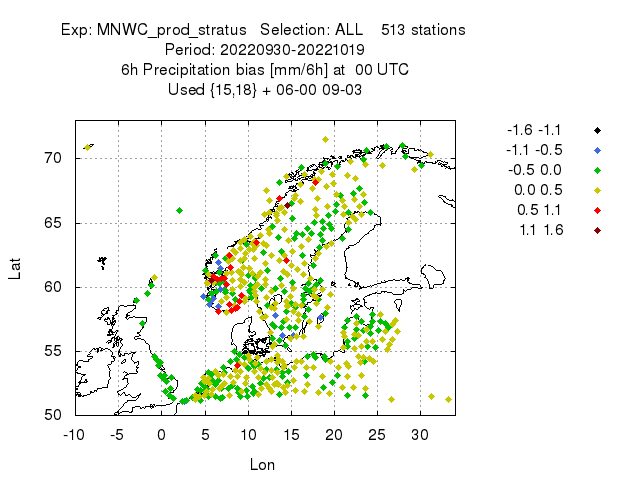 Exp: MNWC_prod_stratus   Selection: ALL    513 stations
Period: 20220930-20221019
6h Precipitation bias [mm/6h] at  00 UTC
Used {15,18} + 06-00 09-03
-1.6 -1.1
-1.1 -0.5
-0.5 0.0
0.0 0.5
0.5 1.1
1.1 1.6
70
65
60
55
50
Lat
-10 -5 0 5 10 15 20 25 30
Lon